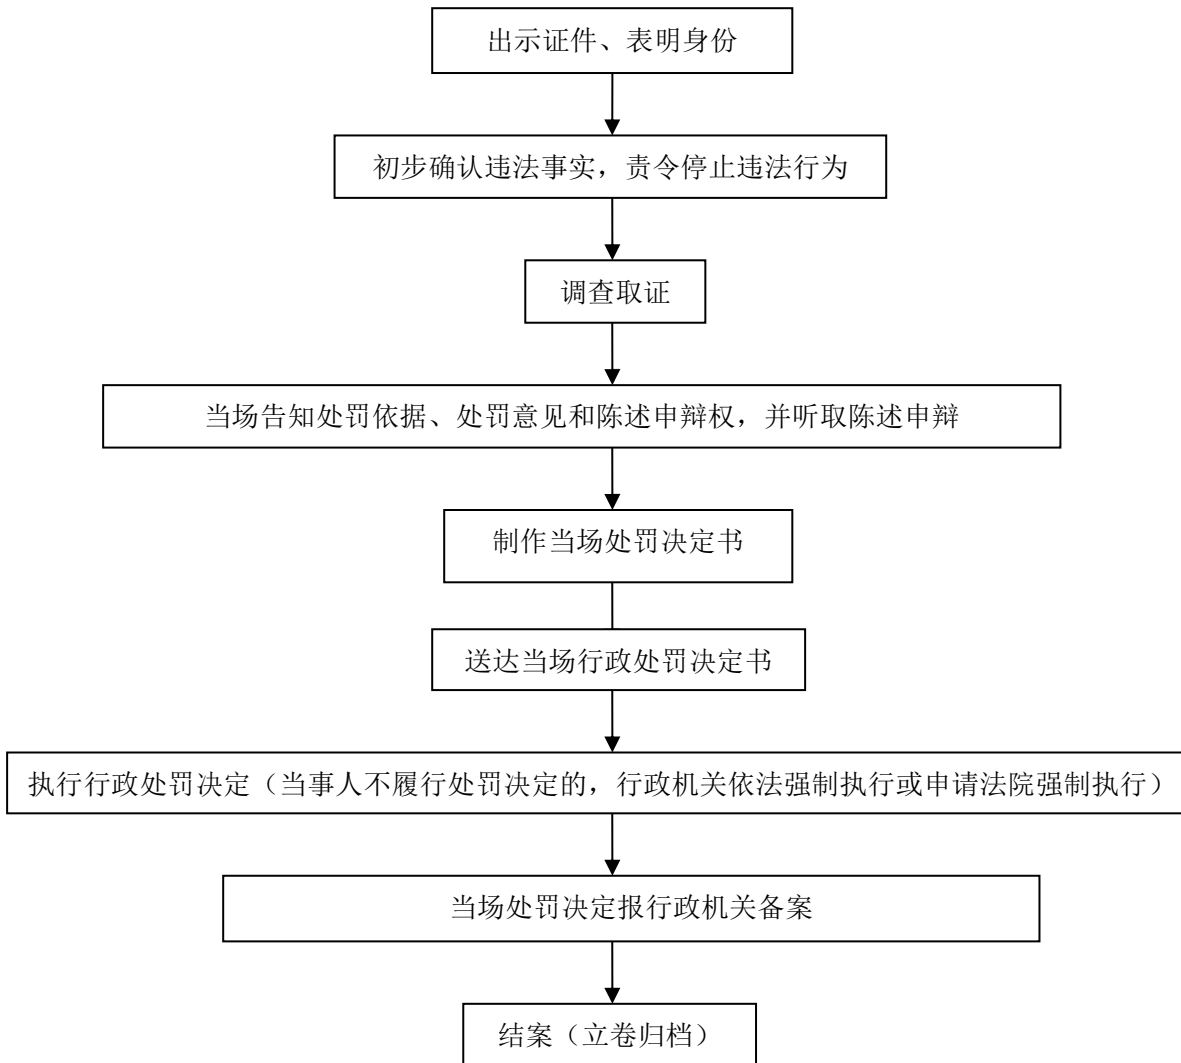 出示证件、表明身份
初步确认违法事实，责令停止违法行为
调查取证
当场告知处罚依据、处罚意见和陈述申辩权，并听取陈述申辩
制作当场处罚决定书
送达当场行政处罚决定书
执行行政处罚决定（当事人不履行处罚决定的，行政机关依法强制执行或申请法院强制执行）
当场处罚决定报行政机关备案
结案（立卷归档）